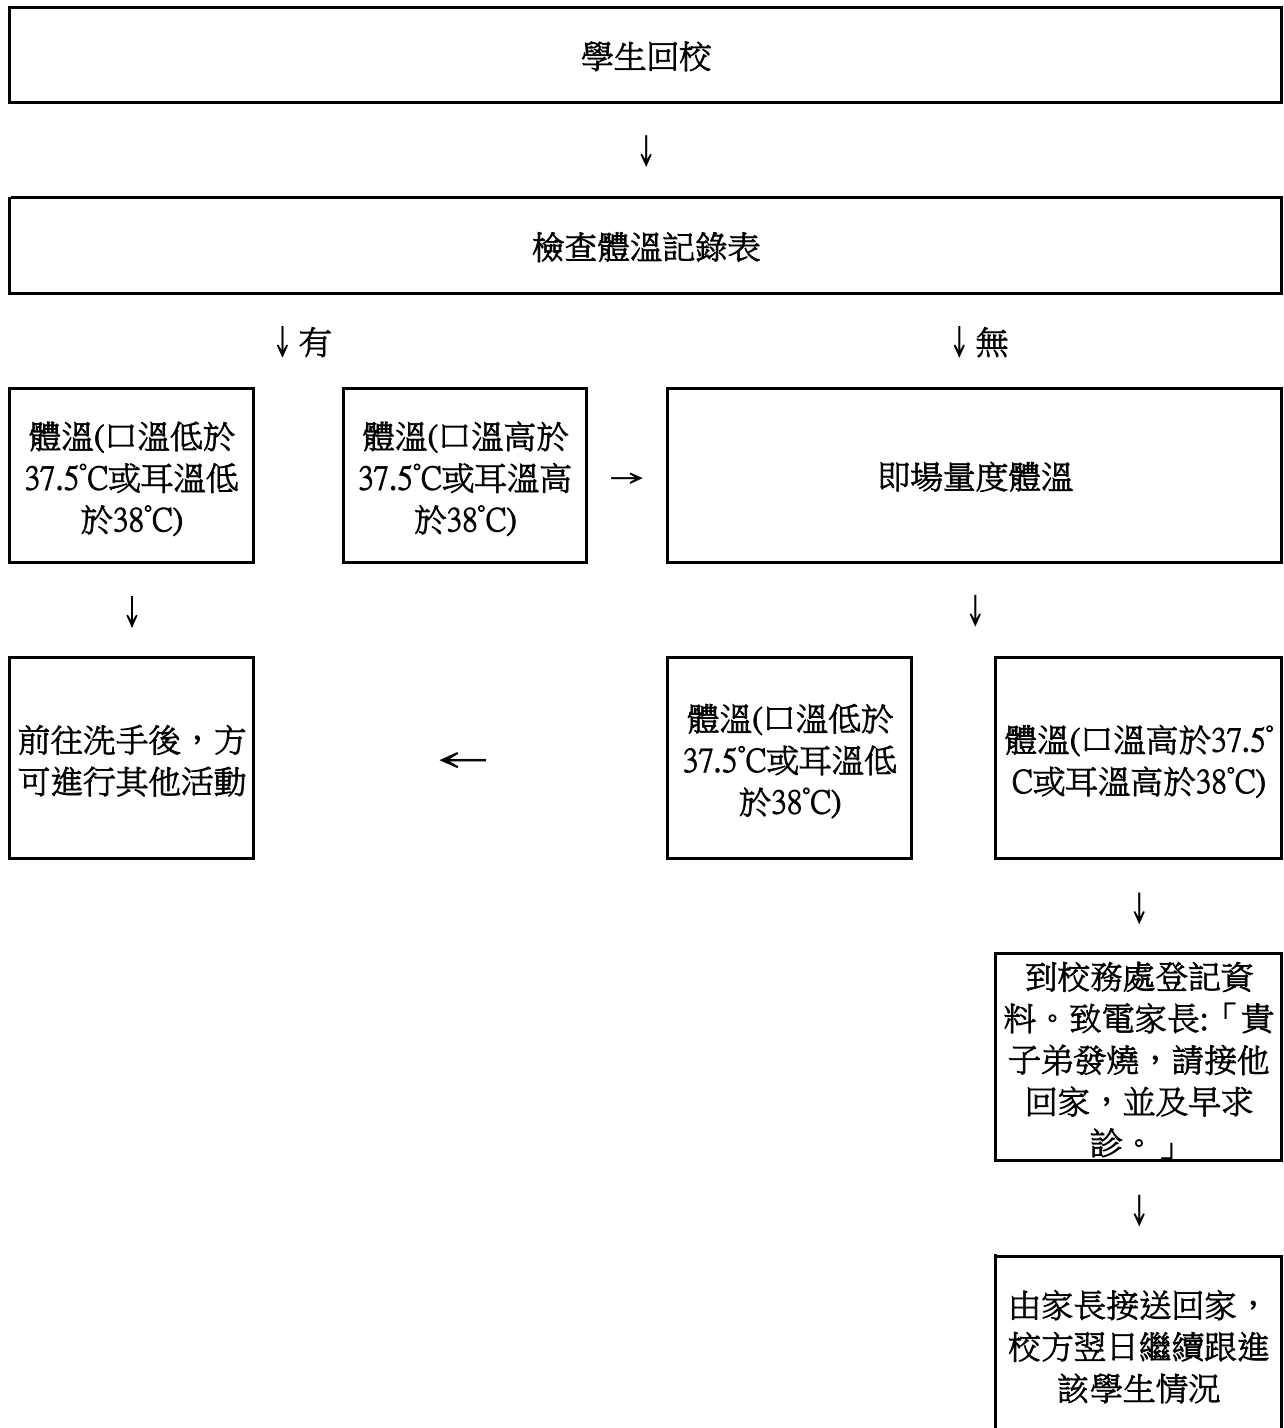 學生回校
↓
檢查體溫記錄表
↓有
↓無
體溫(口溫低於
37.5°C或耳溫低
於38°C)
體溫(口溫高於
37.5°C或耳溫高
於38°C)
→
即場量度體溫
↓
↓
前往洗手後，方
可進行其他活動
←
體溫(口溫低於
37.5°C或耳溫低
於38°C)
體溫(口溫高於37.5°
C或耳溫高於38°C)
↓
到校務處登記資
料。致電家長:「貴
子弟發燒，請接他
回家，並及早求
診。」
↓
由家長接送回家，
校方翌日繼續跟進
該學生情況